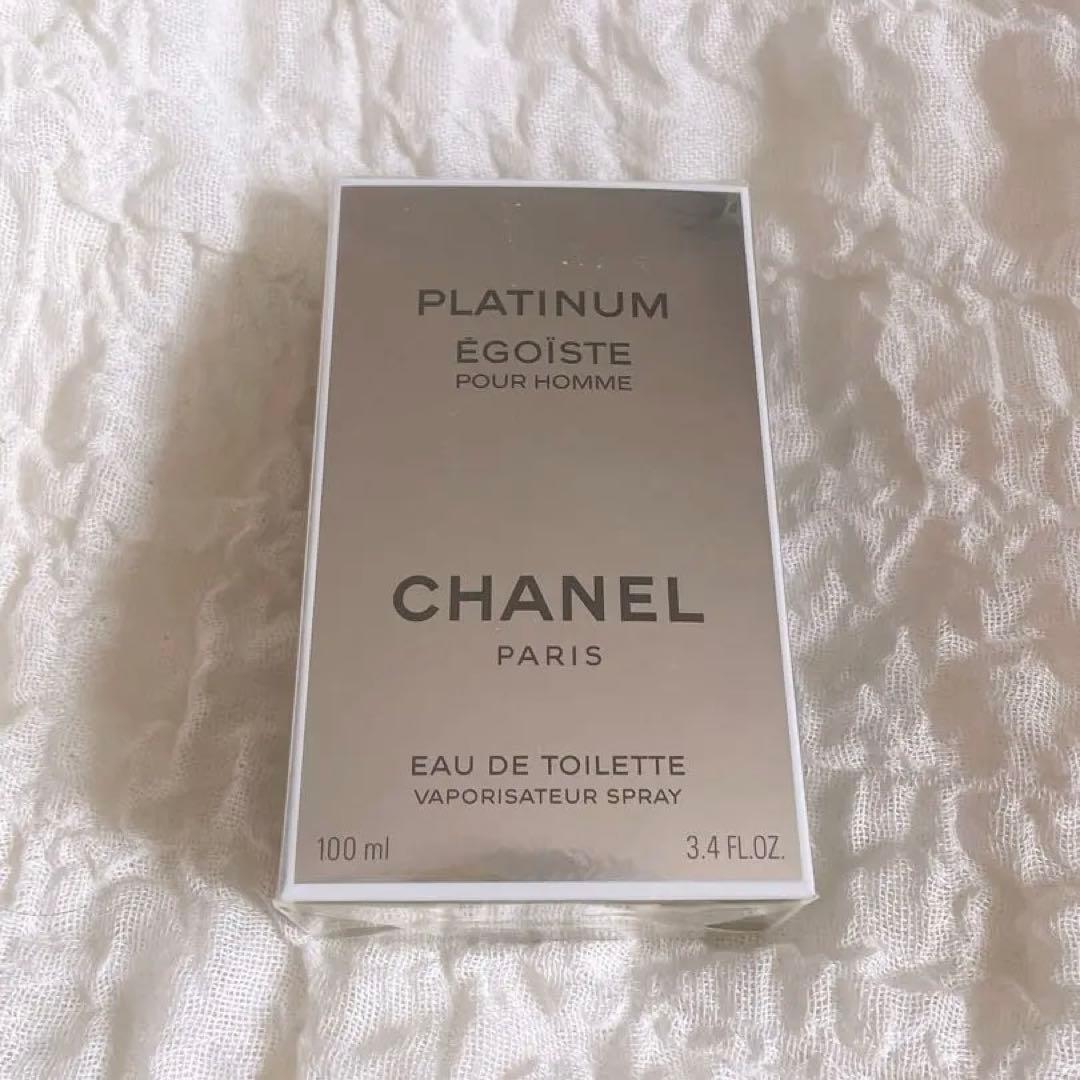 PLATINUM
ÉGOÏSTE
POUR HOMME
CHANEL
PARIS
EAU DE TOILETTE
VAPORISATEUR SPRAY
100 ml 3.4 FL.OZ.